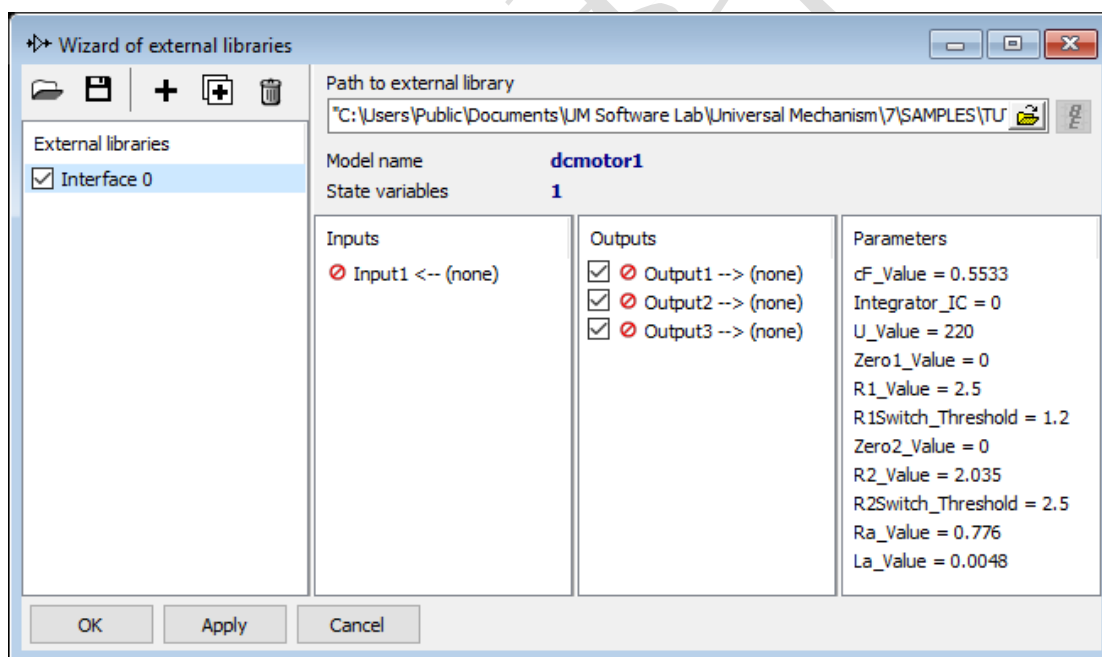 Wizard of external libraries
Path to external library
"C:\Users\Public\Documents\UM Software Lab\Universal Mechanism\7\SAMPLES\TUT
External libraries
Interface 0
Model name dcmotor1
State variables 1
Inputs
Input1 <-- (none)
Outputs
Output1 --> (none)
Output2 --> (none)
Output3 --> (none)
Parameters
cF_Value = 0.5533
Integrator_IC = 0
U_Value = 220
Zero1_Value = 0
R1_Value = 2.5
R1Switch_Threshold = 1.2
Zero2_Value = 0
R2_Value = 2.035
R2Switch_Threshold = 2.5
Ra_Value = 0.776
La_Value = 0.0048
OK Apply Cancel